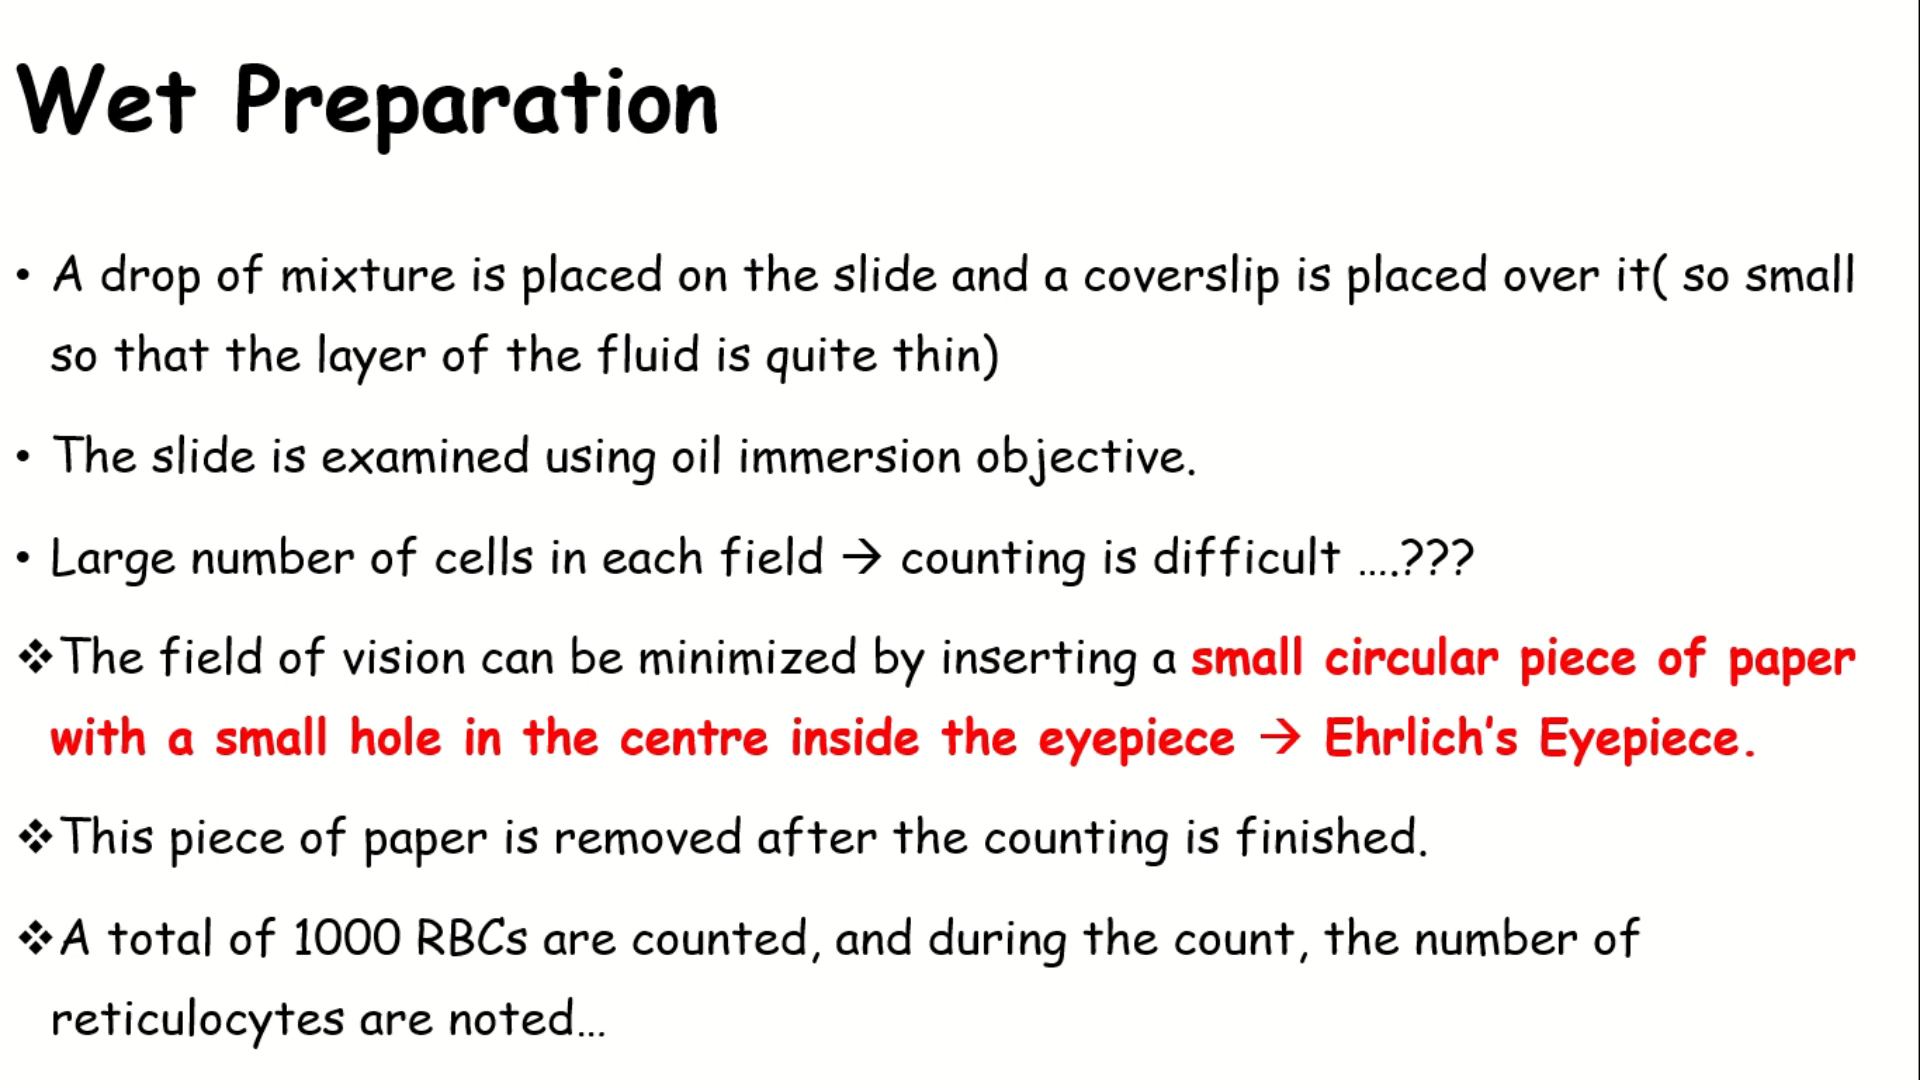 Wet Preparation
• A drop of mixture is placed on the slide and a coverslip is placed over it( so small
so that the layer of the fluid is quite thin)
• The slide is examined using oil immersion objective.
• Large number of cells in each field → counting is difficult ….???
❖The field of vision can be minimized by inserting a small circular piece of paper
with a small hole in the centre inside the eyepiece → Ehrlich's Eyepiece.
❖This piece of paper is removed after the counting is finished.
❖A total of 1000 RBCs are counted, and during the count, the number of
reticulocytes are noted…